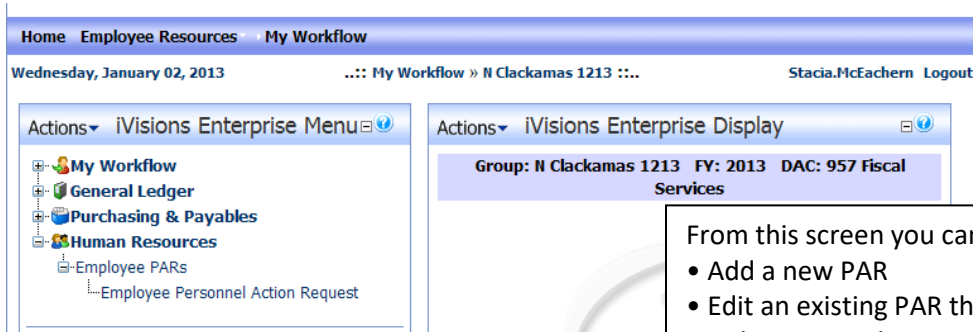 Home Employee Resources My Workflow
Wednesday, January 02, 2013 ..:: My Workflow » N Clackamas 1213 ::.. Stacia.McEachern Logout
Actions iVisions Enterprise Menu
My Workflow
General Ledger
Purchasing & Payables
Human Resources
Employee PARs
Employee Personnel Action Request
Actions iVisions Enterprise Display
Group: N Clackamas 1213 FY: 2013 DAC: 957 Fiscal
Services
From this screen you
• Add a new PAR
• Edit an existing PAR